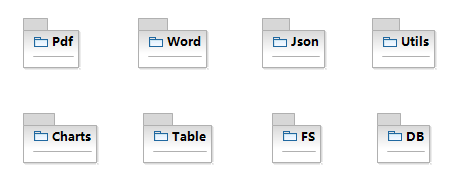 Pdf
Word
Json
Utils
Charts
Table
FS
DB